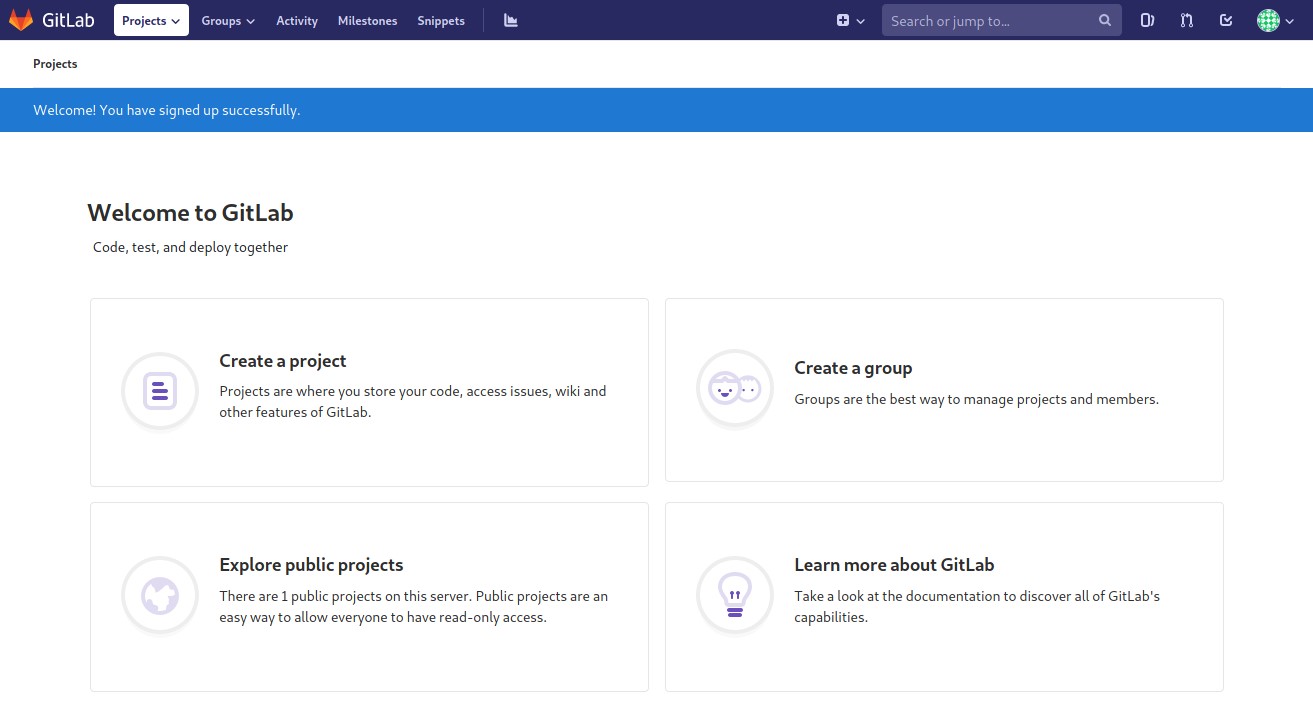 GitLab Projects Groups Activity Milestones Snippets Search or jump to...
Projects
Welcome! You have signed up successfully.
Welcome to GitLab
Code, test, and deploy together
Create a project
Projects are where you store your code, access issues, wiki and
other features of GitLab.
Create a group
Groups are the best way to manage projects and members.
Explore public projects
There are 1 public projects on this server. Public projects are an
easy way to allow everyone to have read-only access.
Learn more about GitLab
Take a look at the documentation to discover all of GitLab's
capabilities.